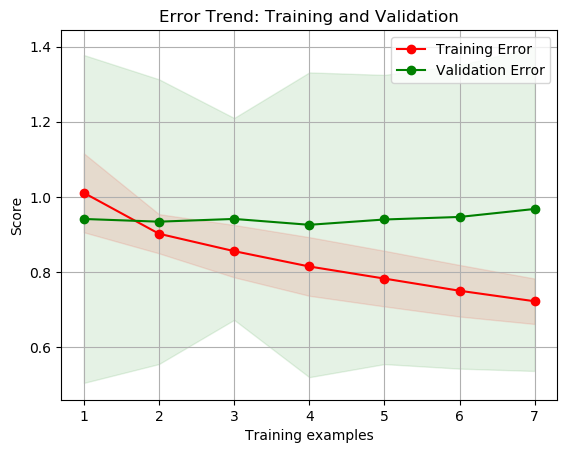 Error Trend: Training and Validation
Training Error
Validation Error
1.4
1.2
1.0
0.8
0.6
Score
1 2 3 4 5 6 7
Training examples